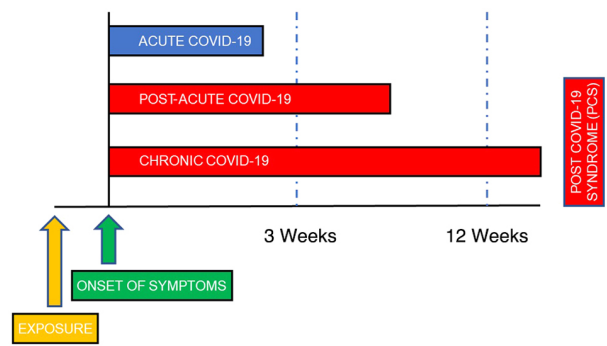 ACUTE COVID-19
POST-ACUTE COVID-19
CHRONIC COVID-19
POST COVID-19
SYNDROME (PCS)
3 Weeks
12 Weeks
ONSET OF SYMPTOMS
EXPOSURE